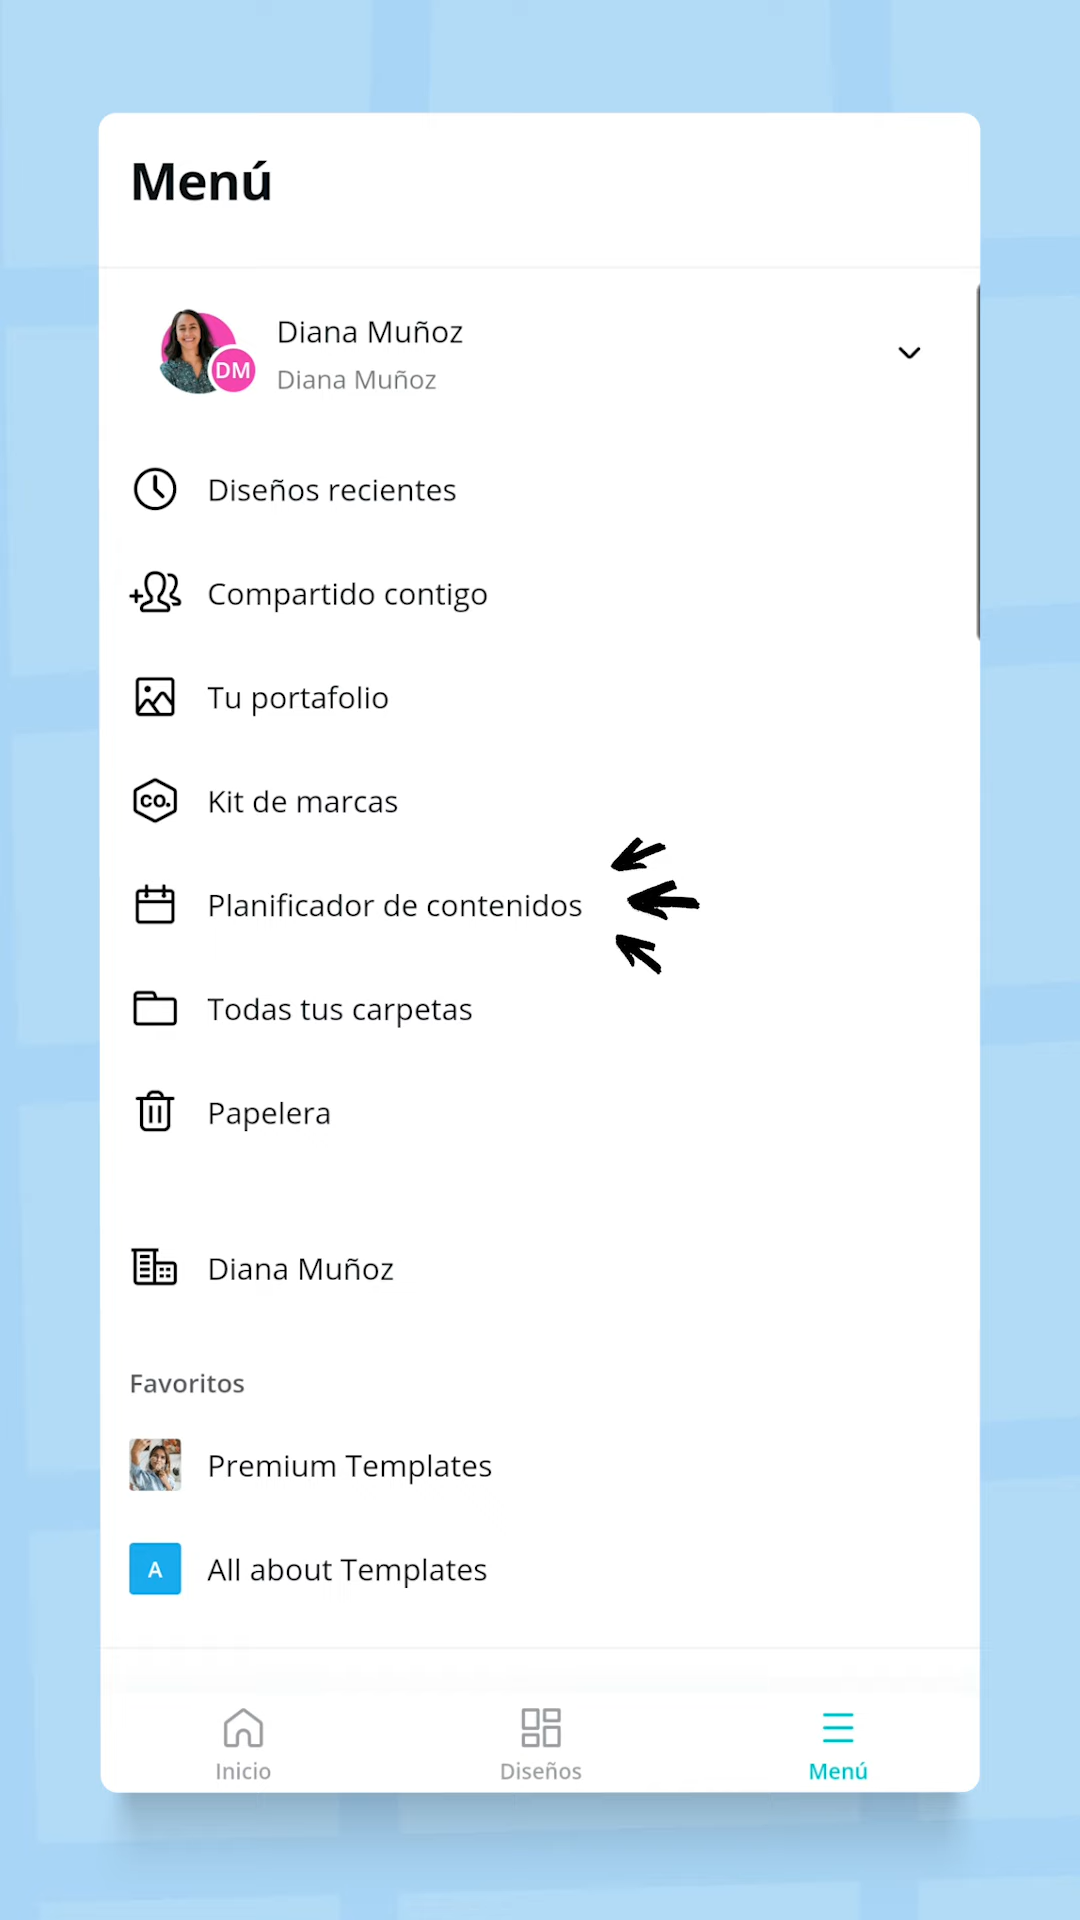 Menú
Diana Muñoz
DM
Diana Muñoz
Diseños recientes
Compartido contigo
Tu portafolio
CO.
Kit de marcas
Planificador de contenidos
Todas tus carpetas
Papelera
Diana Muñoz
Favoritos
Premium Templates
A
All about Templates
Inicio
Diseños
Menú